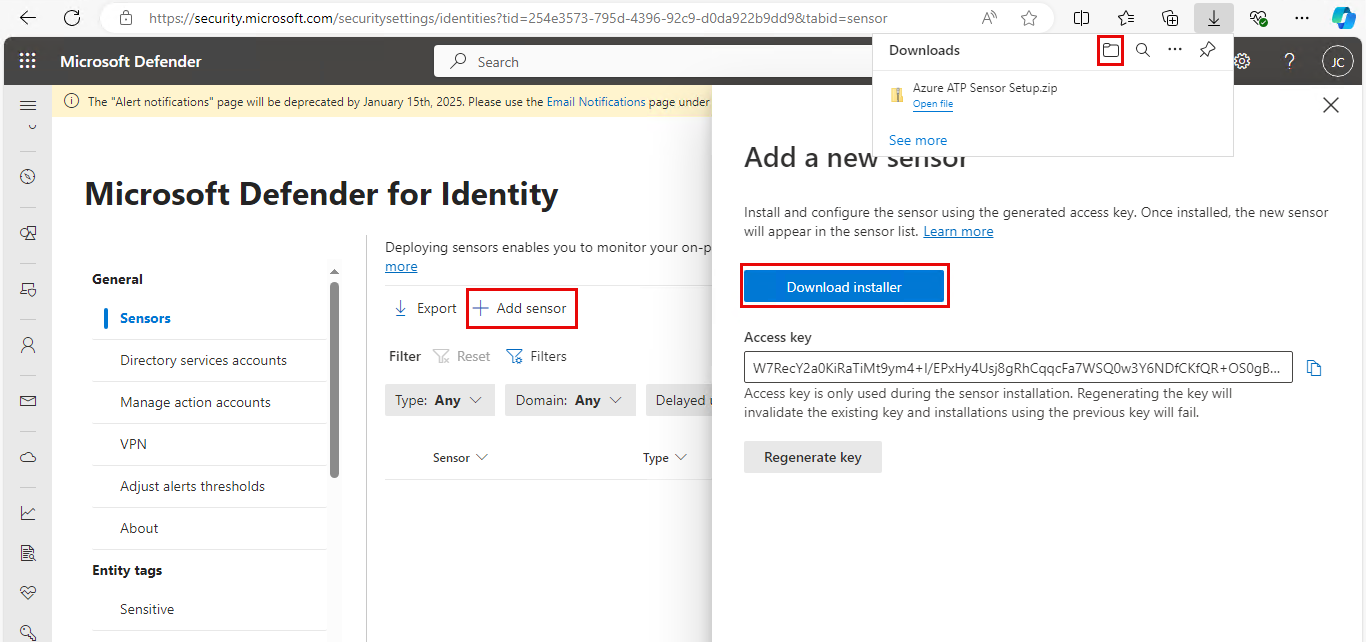 https://security.microsoft.com/securitysettings/identities?tid=254e3573-795d-4396-92c9-d0da922b9dd9&tabid=sensor
Microsoft Defender
Search
JC
Downloads
Azure ATP Sensor Setup.zip
Open file
See more
The "Alert notifications" page will be deprecated by January 15th, 2025. Please use the Email Notifications page under
Microsoft Defender for Identity
General
Sensors
Directory services accounts
Manage action accounts
VPN
Adjust alerts thresholds
About
Entity tags
Sensitive
Deploying sensors enables you to monitor your on-p
more
Export
Add sensor
Filter
Reset
Filters
Type: Any
Domain: Any
Delayed
Sensor
Type
Add a new sensor
Install and configure the sensor using the generated access key. Once installed, the new sensor
will appear in the sensor list. Learn more
Download installer
Access key
W7RecY2a0KiRaTiMt9ym4+I/EPxHy4Usj8gRhCqqcFa7WSQ0w3Y6NDfCKfQR+OS0gB...
Access key is only used during the sensor installation. Regenerating the key will
invalidate the existing key and installations using the previous key will fail.
Regenerate key